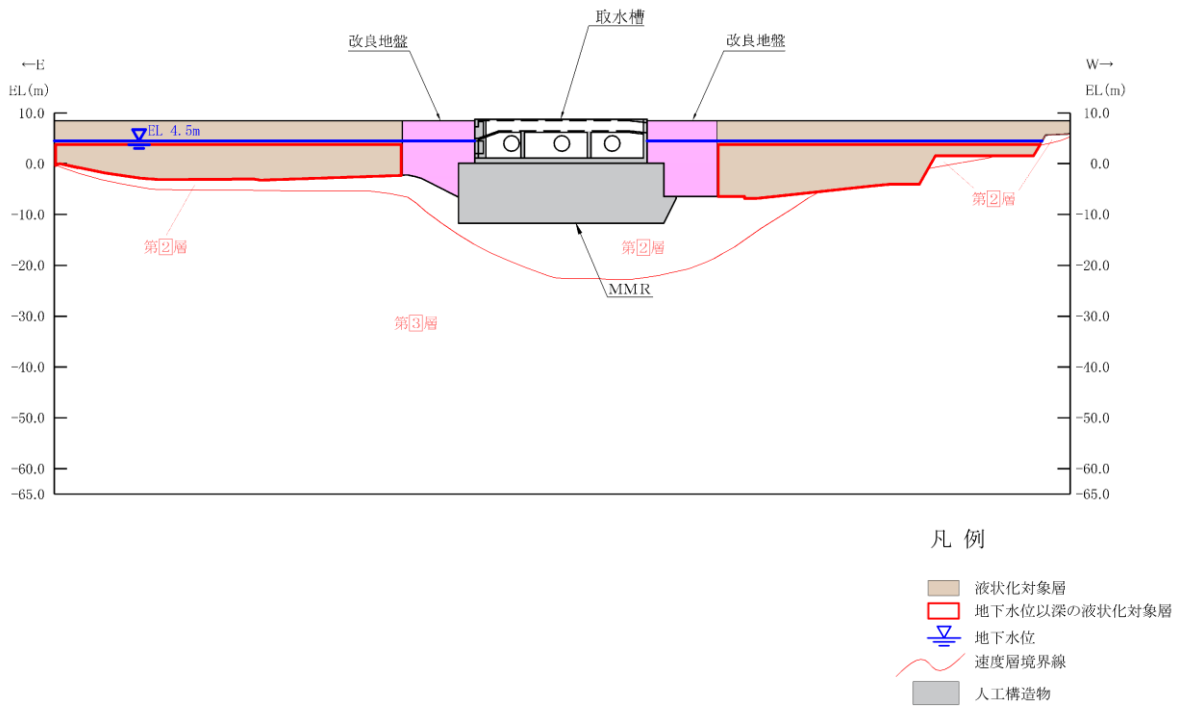 取水槽
改良地盤
改良地盤
←E
W→
EL(m)
EL(m)
10.0
10.0
EL 4.5m
0.0
0.0
第2層
-10.0
-10.0
第2層
第2層
-20.0
-20.0
MMR
-30.0
第3層
-30.0
-40.0
-40.0
-50.0
-50.0
-60.0
-60.0
-65.0
-65.0
凡 例
液状化対象層
地下水位以深の液状化対象層
地下水位
速度層境界線
人工構造物